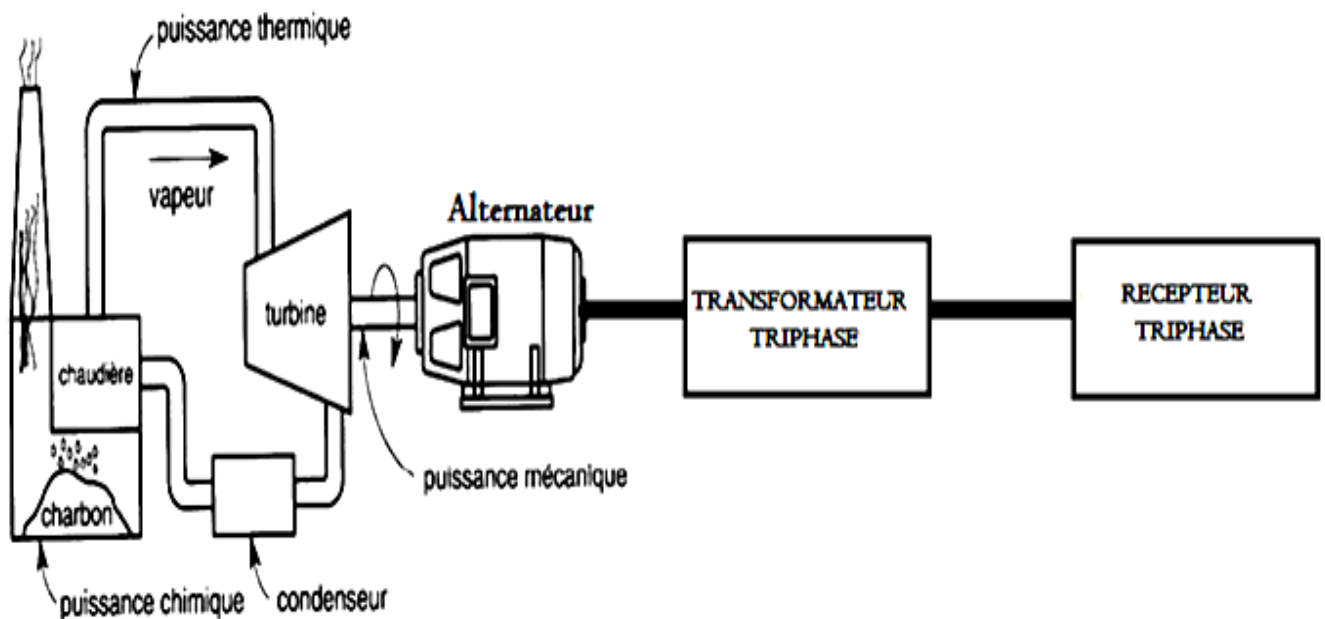 puissance thermique
vapeur
Alternateur
turbine
TRANSFORMATEUR
TRIPHASE
RECEPTEUR
TRIPHASE
chaudière
puissance mécanique
charbon
puissance chimique
condenseur